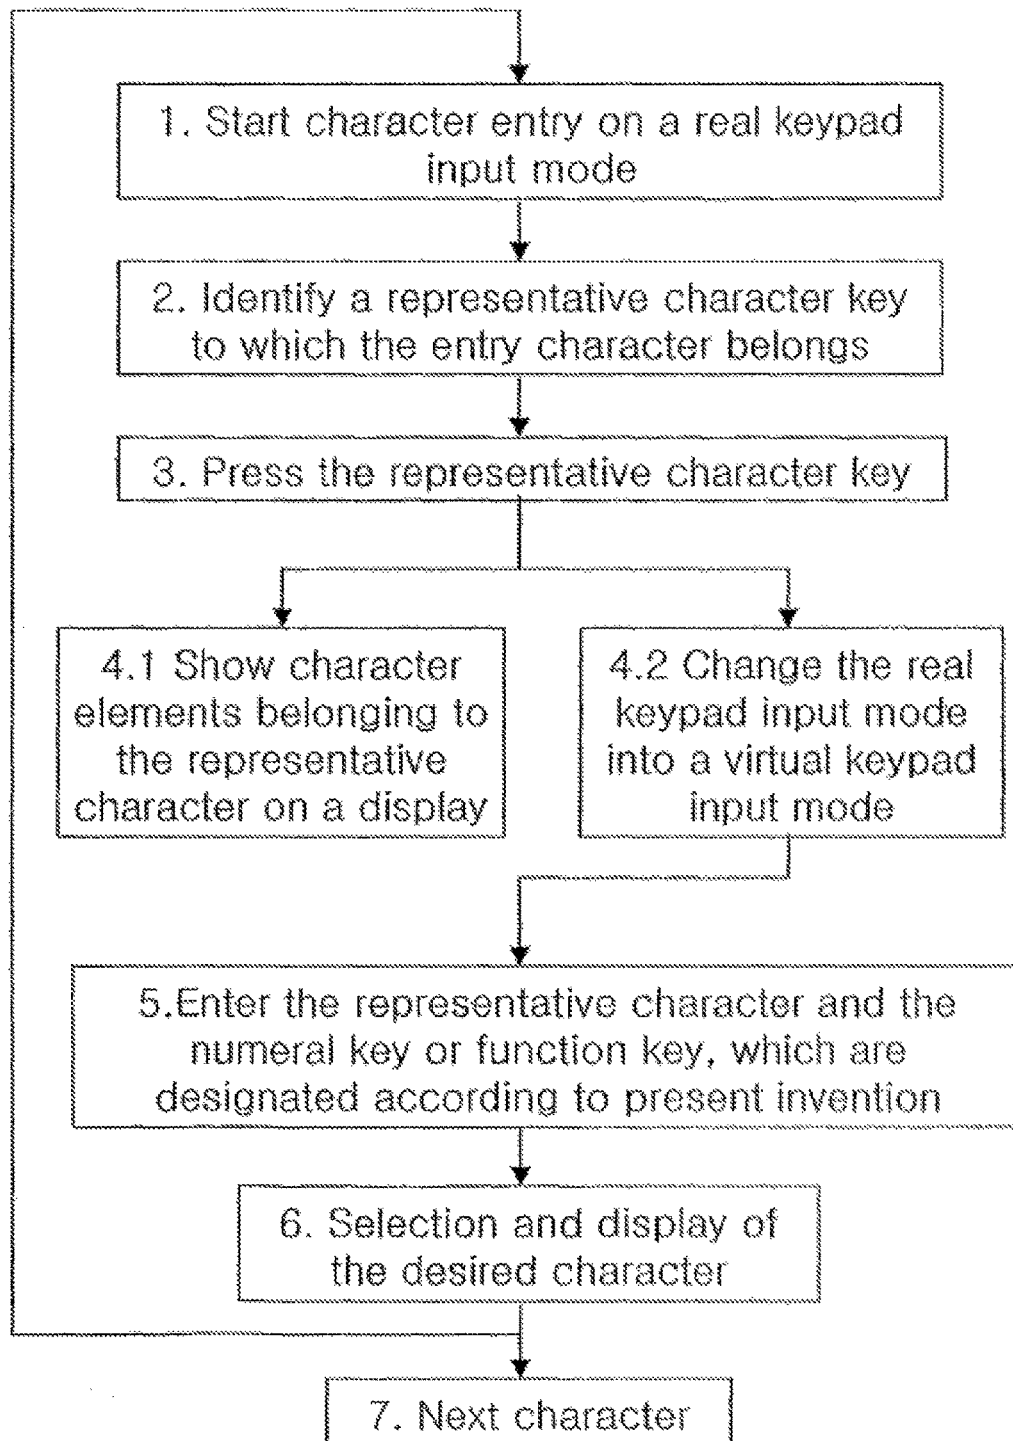 1. Start character entry on a real keypad
input mode
2. Identify a representative character key
to which the entry character belongs
3. Press the representative character key
4.1 Show character
elements belonging to
the representative
character on a display
4.2 Change the real
keypad input mode
into a virtual keypad
input mode
5.Enter the representative character and the
numeral key or function key, which are
designated according to present invention
6. Selection and display of
the desired character
7. Next character